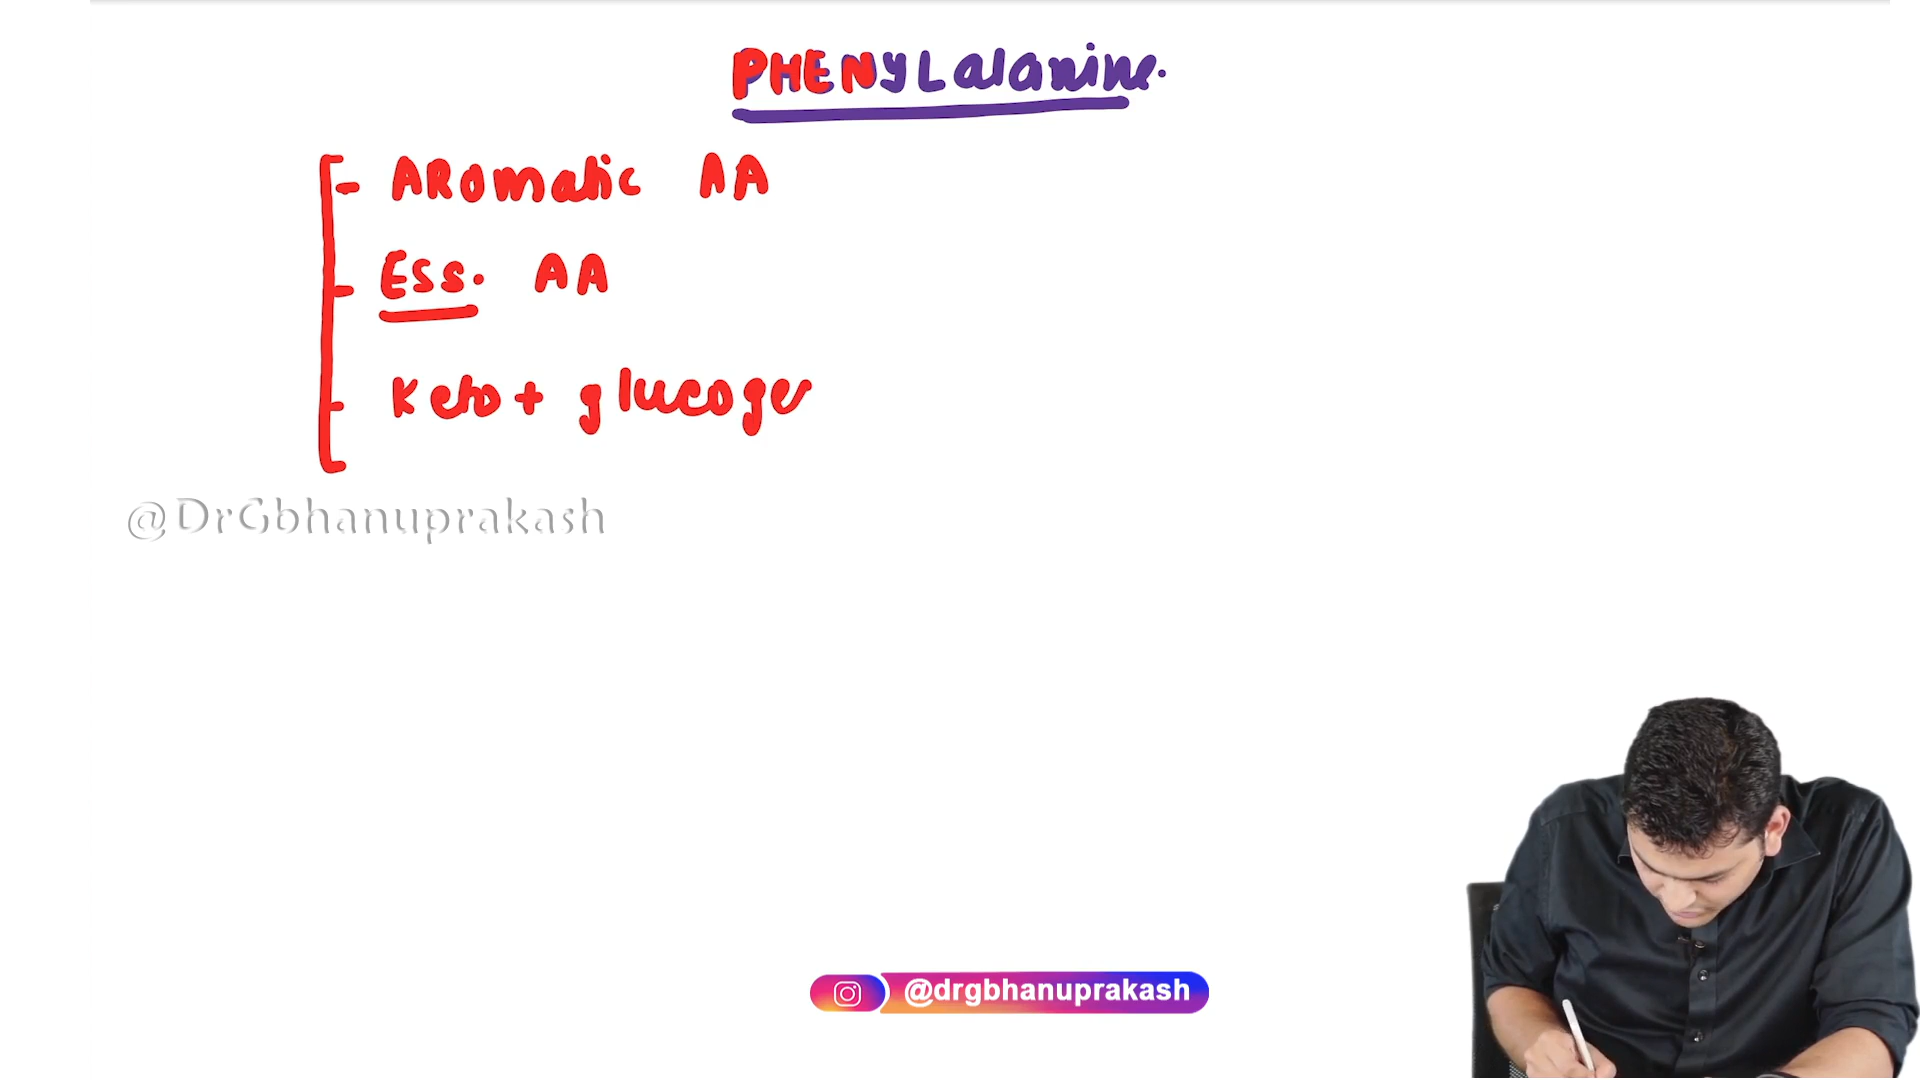 PHENYLalanine.
- AROmatic AA
- Ess. AA
- Keto + glucoge
@DrGbhanuprakash
@drgbhanuprakash